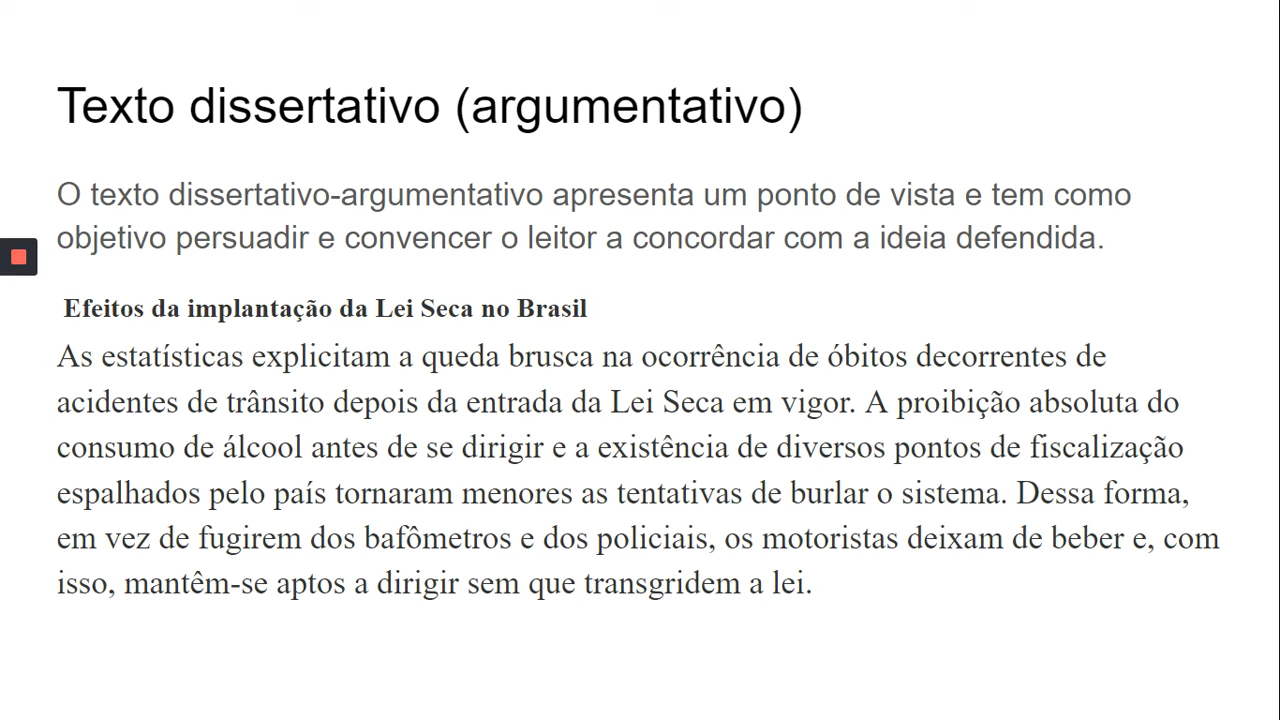 Texto dissertativo (argumentativo)
O texto dissertativo-argumentativo apresenta um ponto de vista e tem como
objetivo persuadir e convencer o leitor a concordar com a ideia defendida.
Efeitos da implantação da Lei Seca no Brasil
As estatísticas explicitam a queda brusca na ocorrência de óbitos decorrentes de
acidentes de trânsito depois da entrada da Lei Seca em vigor. A proibição absoluta do
consumo de álcool antes de se dirigir e a existência de diversos pontos de fiscalização
espalhados pelo país tornaram menores as tentativas de burlar o sistema. Dessa forma,
em vez de fugirem dos bafômetros e dos policiais, os motoristas deixam de beber e, com
isso, mantêm-se aptos a dirigir sem que transgridem a lei.